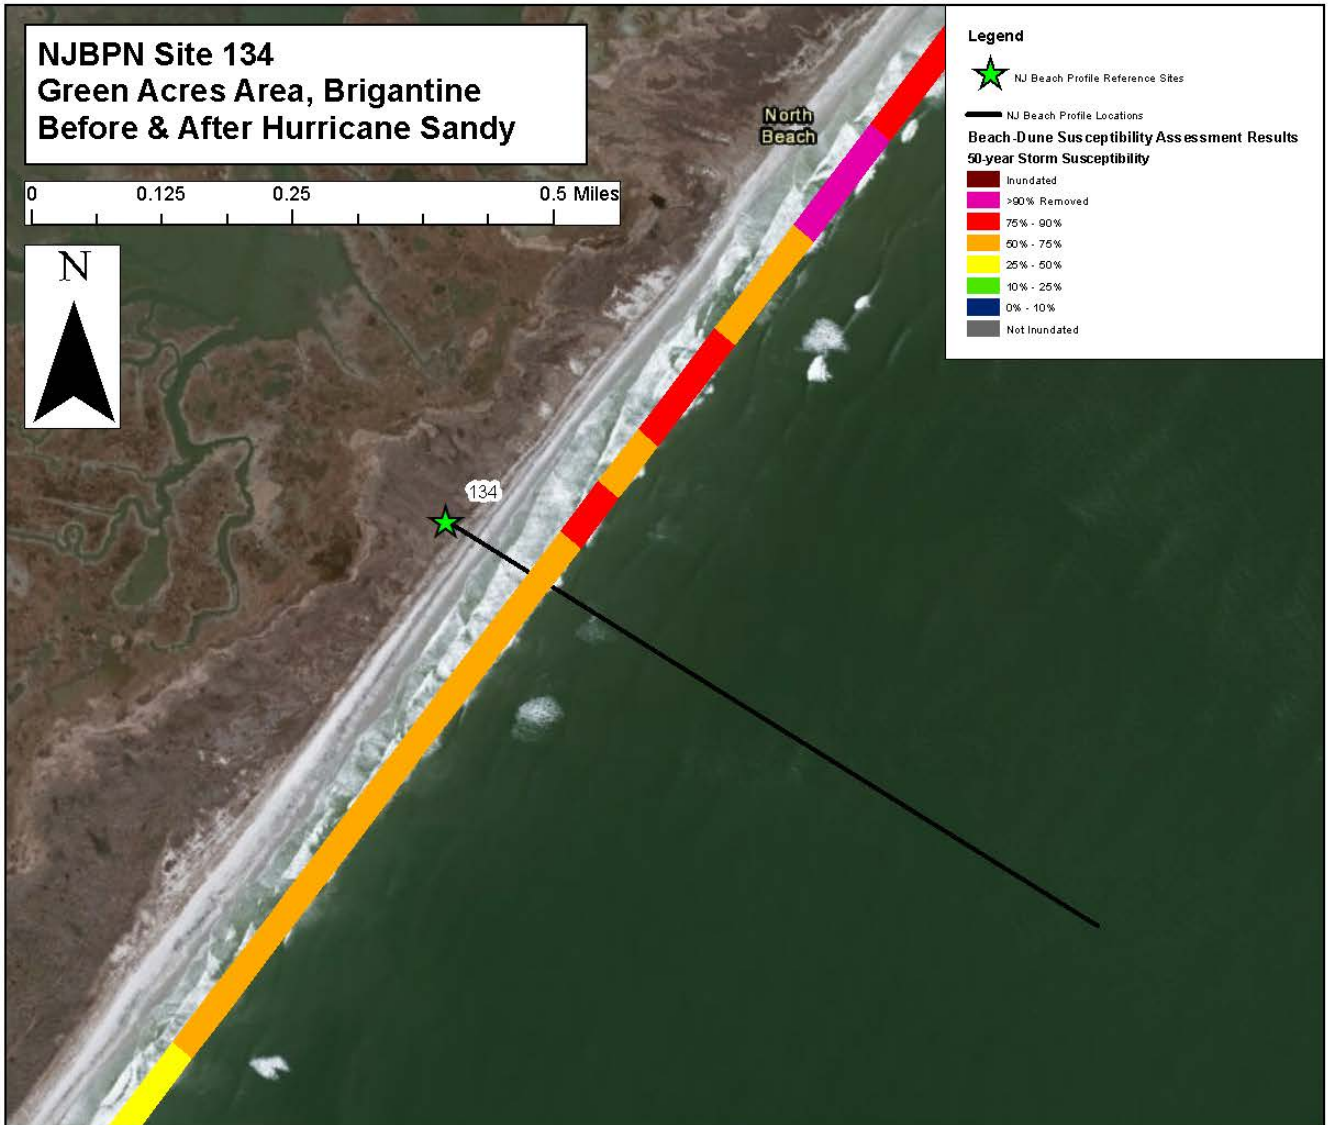 NJBPN Site 134
Green Acres Area, Brigantine
Before & After Hurricane Sandy
0 0.125 0.25 0.5 Miles
N
North
Beach
134
Legend
NJ Beach Profile Reference Sites
NJ Beach Profile Locations
Beach-Dune Susceptibility Assessment Results
50-year Storm Susceptibility
Inundated
>90% Removed
75% - 90%
50% - 75%
25% - 50%
10% - 25%
0% - 10%
Not Inundated